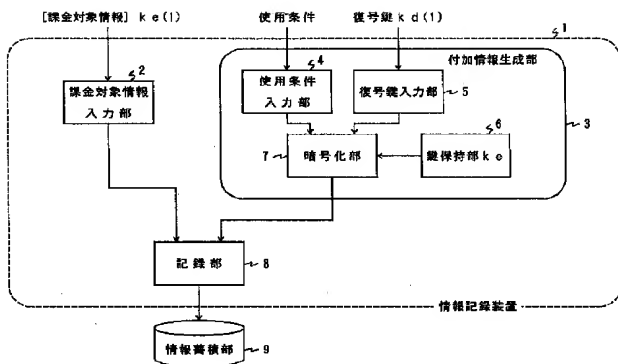 [課金対象情報] ke(1)
使用条件
復号鍵kd(1)
1
付加情報生成部
2
課金対象情報
入力部
4
使用条件
入力部
復号鍵入力部
5
3
6
7
暗号化部
鍵保持部ke
記録部
8
情報記録装置
情報蓄積部
9